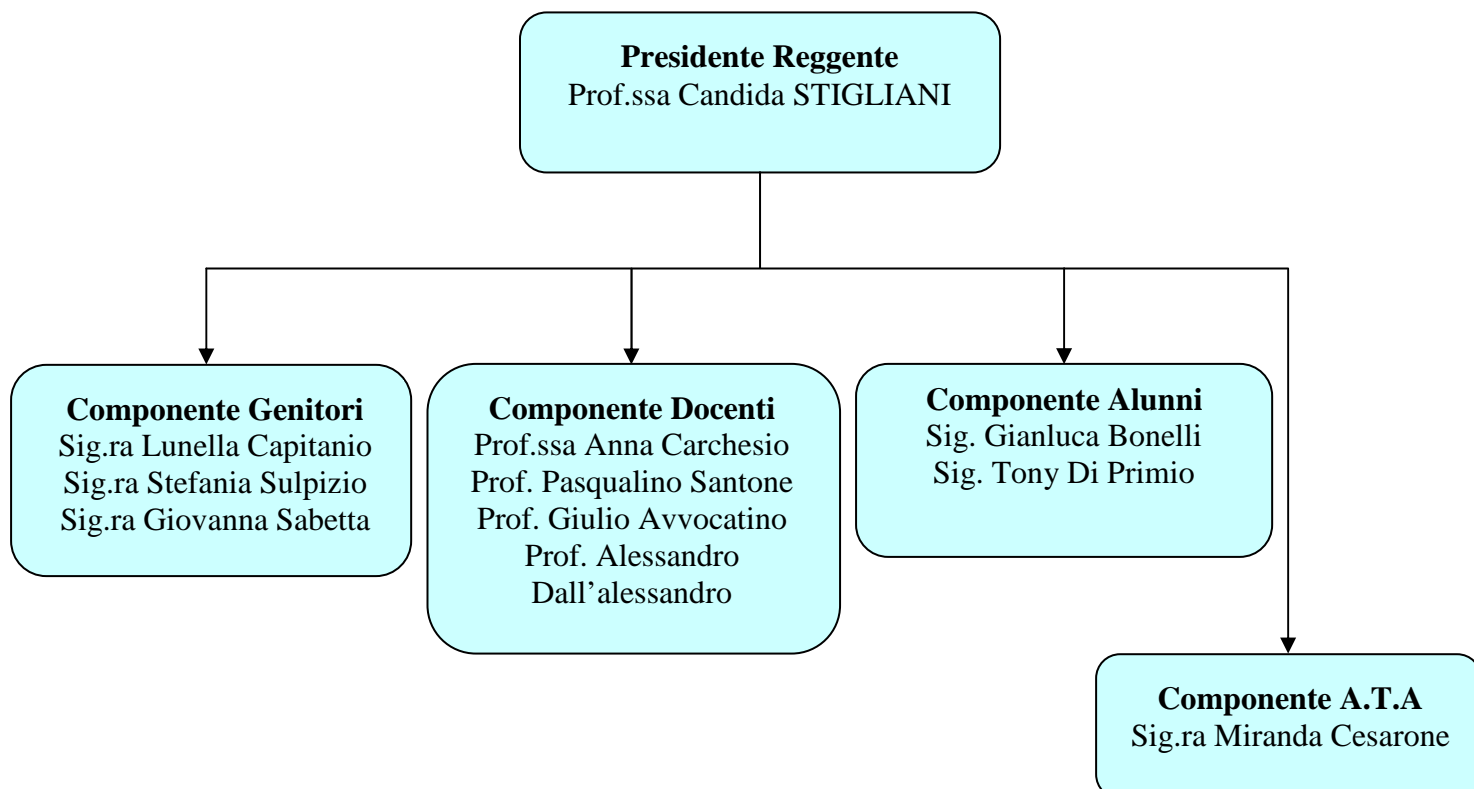 Presidente Reggente
Prof.ssa Candida STIGLIANI
Componente Genitori
Sig.ra Lunella Capitanio
Sig.ra Stefania Sulpizio
Sig.ra Giovanna Sabetta
Componente Docenti
Prof.ssa Anna Carchesio
Prof. Pasqualino Santone
Prof. Giulio Avvocatino
Prof. Alessandro
Dall’alessandro
Componente Alunni
Sig. Gianluca Bonelli
Sig. Tony Di Primio
Componente A.T.A
Sig.ra Miranda Cesarone